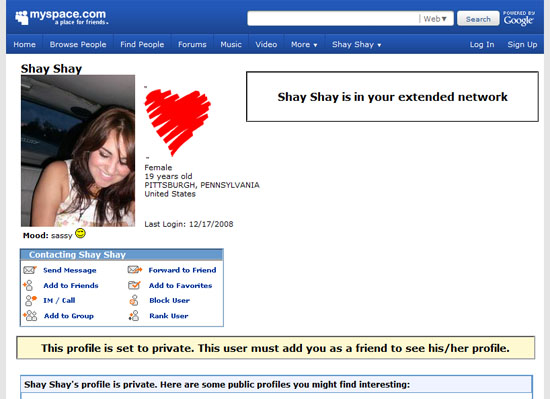 myspace.com
a place for friends.
Web▼ Search POWERED BY Google
Home Browse People Find People Forums Music Video More ▼ Shay Shay ▼ Log In Sign Up
Shay Shay
Shay Shay is in your extended network
"
"
Female
19 years old
PITTSBURGH, PENNSYLVANIA
United States
Last Login: 12/17/2008
Mood: sassy
Contacting Shay Shay
Send Message Forward to Friend
Add to Friends Add to Favorites
IM / Call Block User
Add to Group Rank User
This profile is set to private. This user must add you as a friend to see his/her profile.
Shay Shay's profile is private. Here are some public profiles you might find interesting: